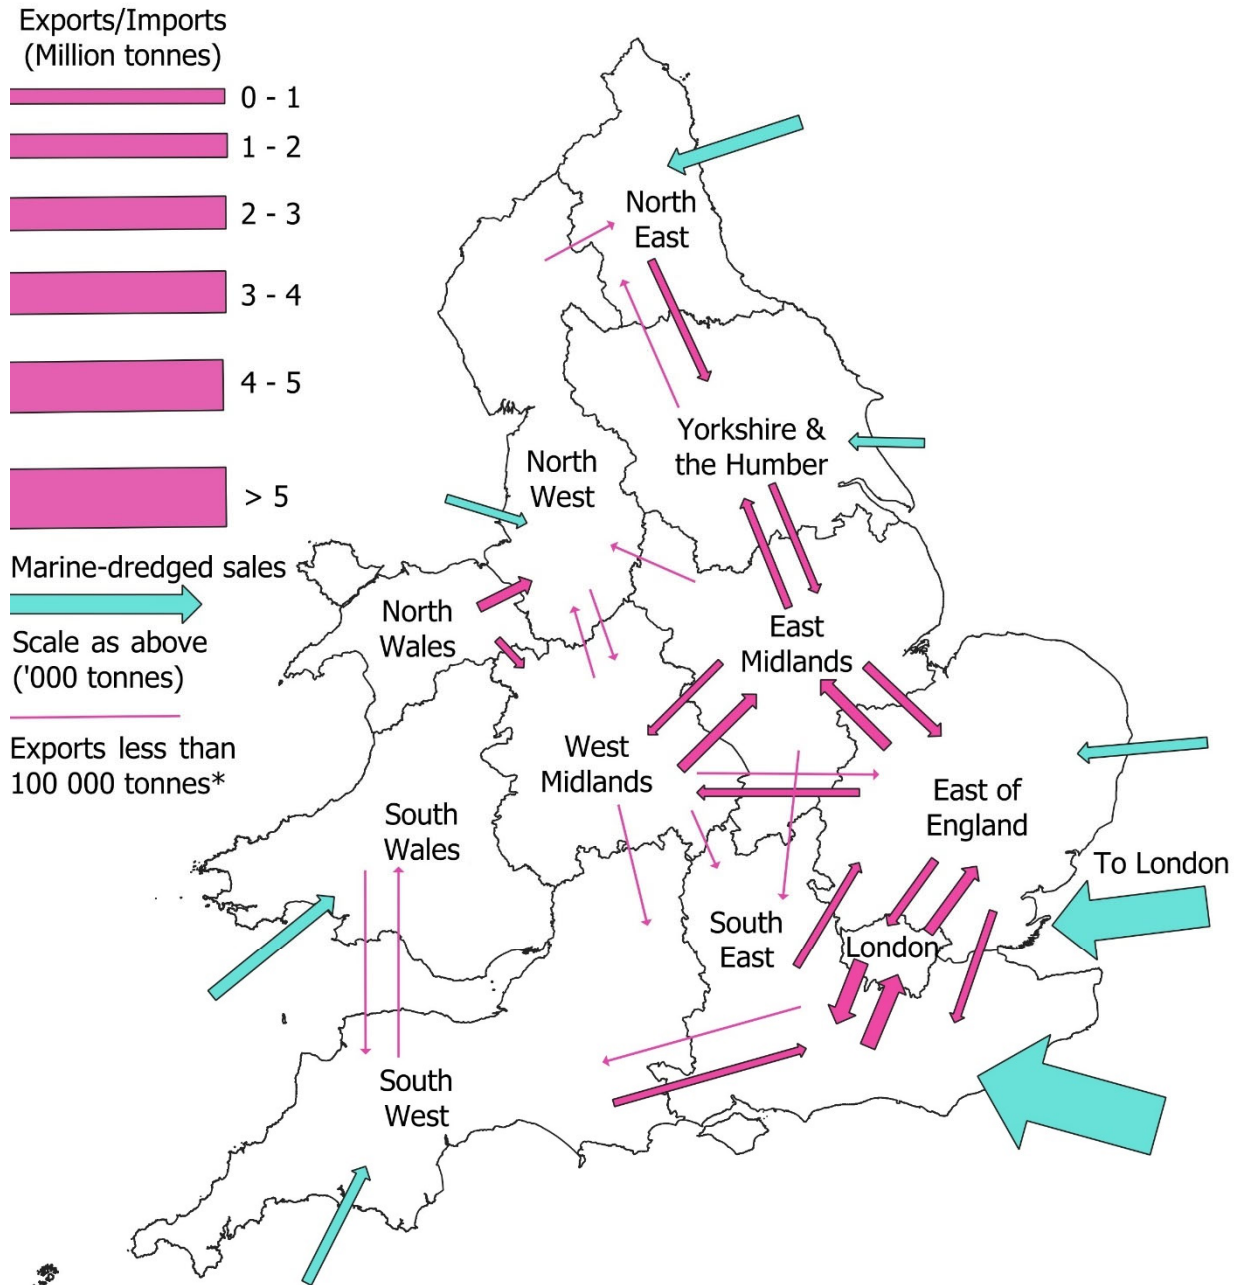 Exports/Imports
(Million tonnes)
0 - 1
1 - 2
2 - 3
3 - 4
4 - 5
> 5
Marine-dredged sales
Scale as above
('000 tonnes)
Exports less than
100 000 tonnes*
North
East
Yorkshire &
the Humber
North
West
North
Wales
East
Midlands
West
Midlands
East of
England
South
Wales
To London
South
East
London
South
West